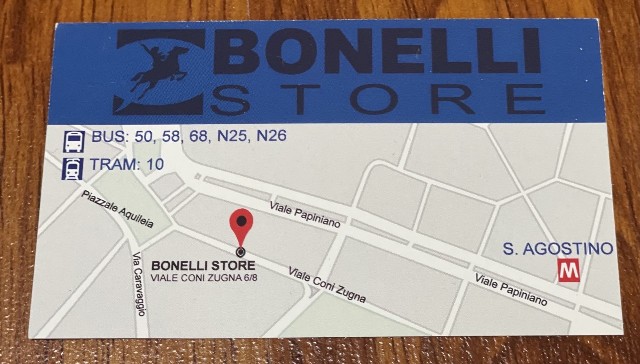 BONELLI
STORE
BUS: 50, 58, 68, N25, N26
TRAM: 10
Piazzale Aquileia
Viale Papiniano
S. AGOSTINO
M
BONELLI STORE
VIALE CONI ZUGNA 6/8
Via Caravaggio
Viale Coni Zugna
Viale Papiniano